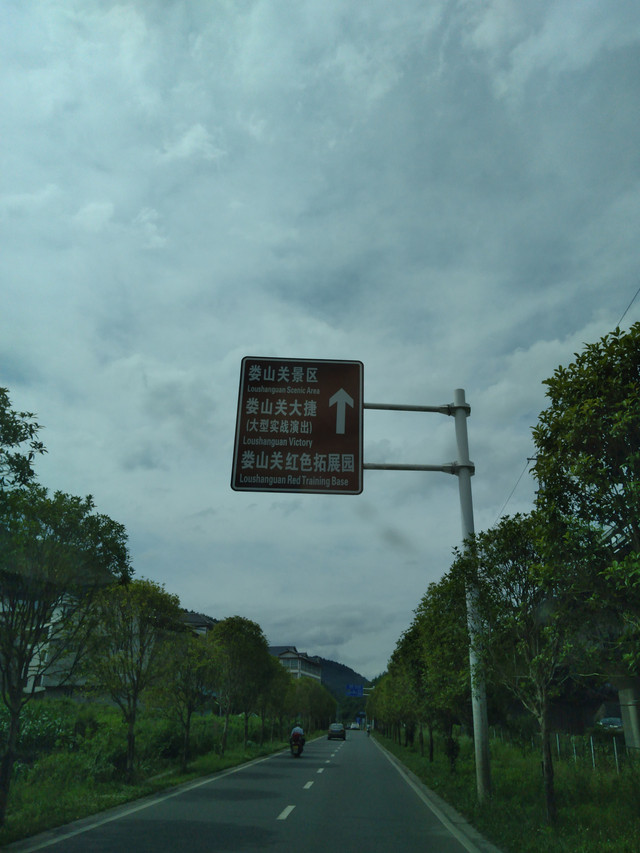 娄山关景区
Loushanguan Scenic Area
娄山关大捷
(大型实战演出)
Loushanguan Victory
娄山关红色拓展园
Loushanguan Red Training Base